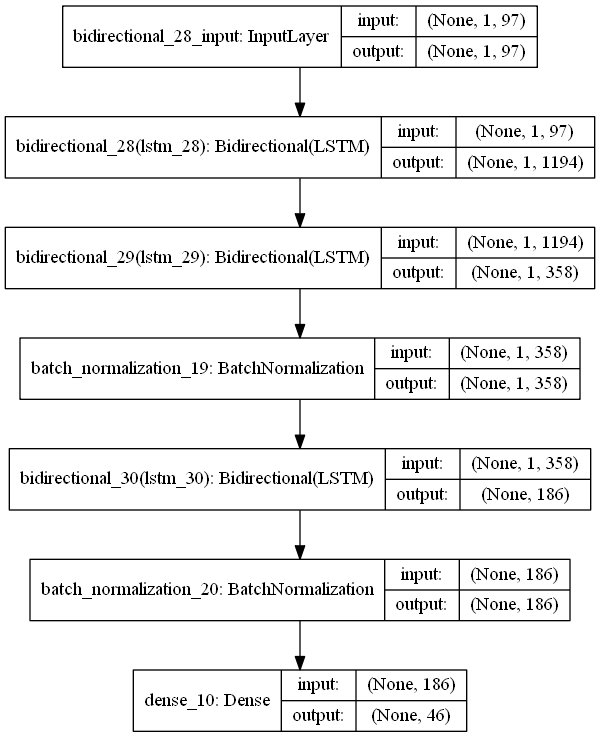 bidirectional_28_input: InputLayer input: (None, 1, 97)
output: (None, 1, 97)
bidirectional_28(lstm_28): Bidirectional(LSTM) input: (None, 1, 97)
output: (None, 1, 1194)
bidirectional_29(lstm_29): Bidirectional(LSTM) input: (None, 1, 1194)
output: (None, 1, 358)
batch_normalization_19: BatchNormalization input: (None, 1, 358)
output: (None, 1, 358)
bidirectional_30(lstm_30): Bidirectional(LSTM) input: (None, 1, 358)
output: (None, 186)
batch_normalization_20: BatchNormalization input: (None, 186)
output: (None, 186)
dense_10: Dense input: (None, 186)
output: (None, 46)